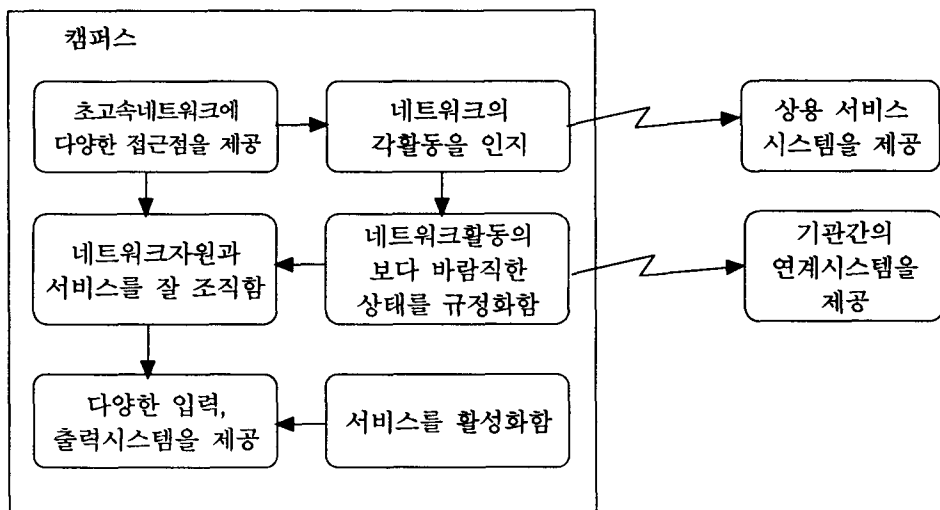 캠퍼스
초고속네트워크에
다양한 접근점을 제공
네트워크의
각활동을 인지
상용 서비스
시스템을 제공
네트워크자원과
서비스를 잘 조직함
네트워크활동의
보다 바람직한
상태를 규정화함
기관간의
연계시스템을
제공
다양한 입력,
출력시스템을 제공
서비스를 활성화함